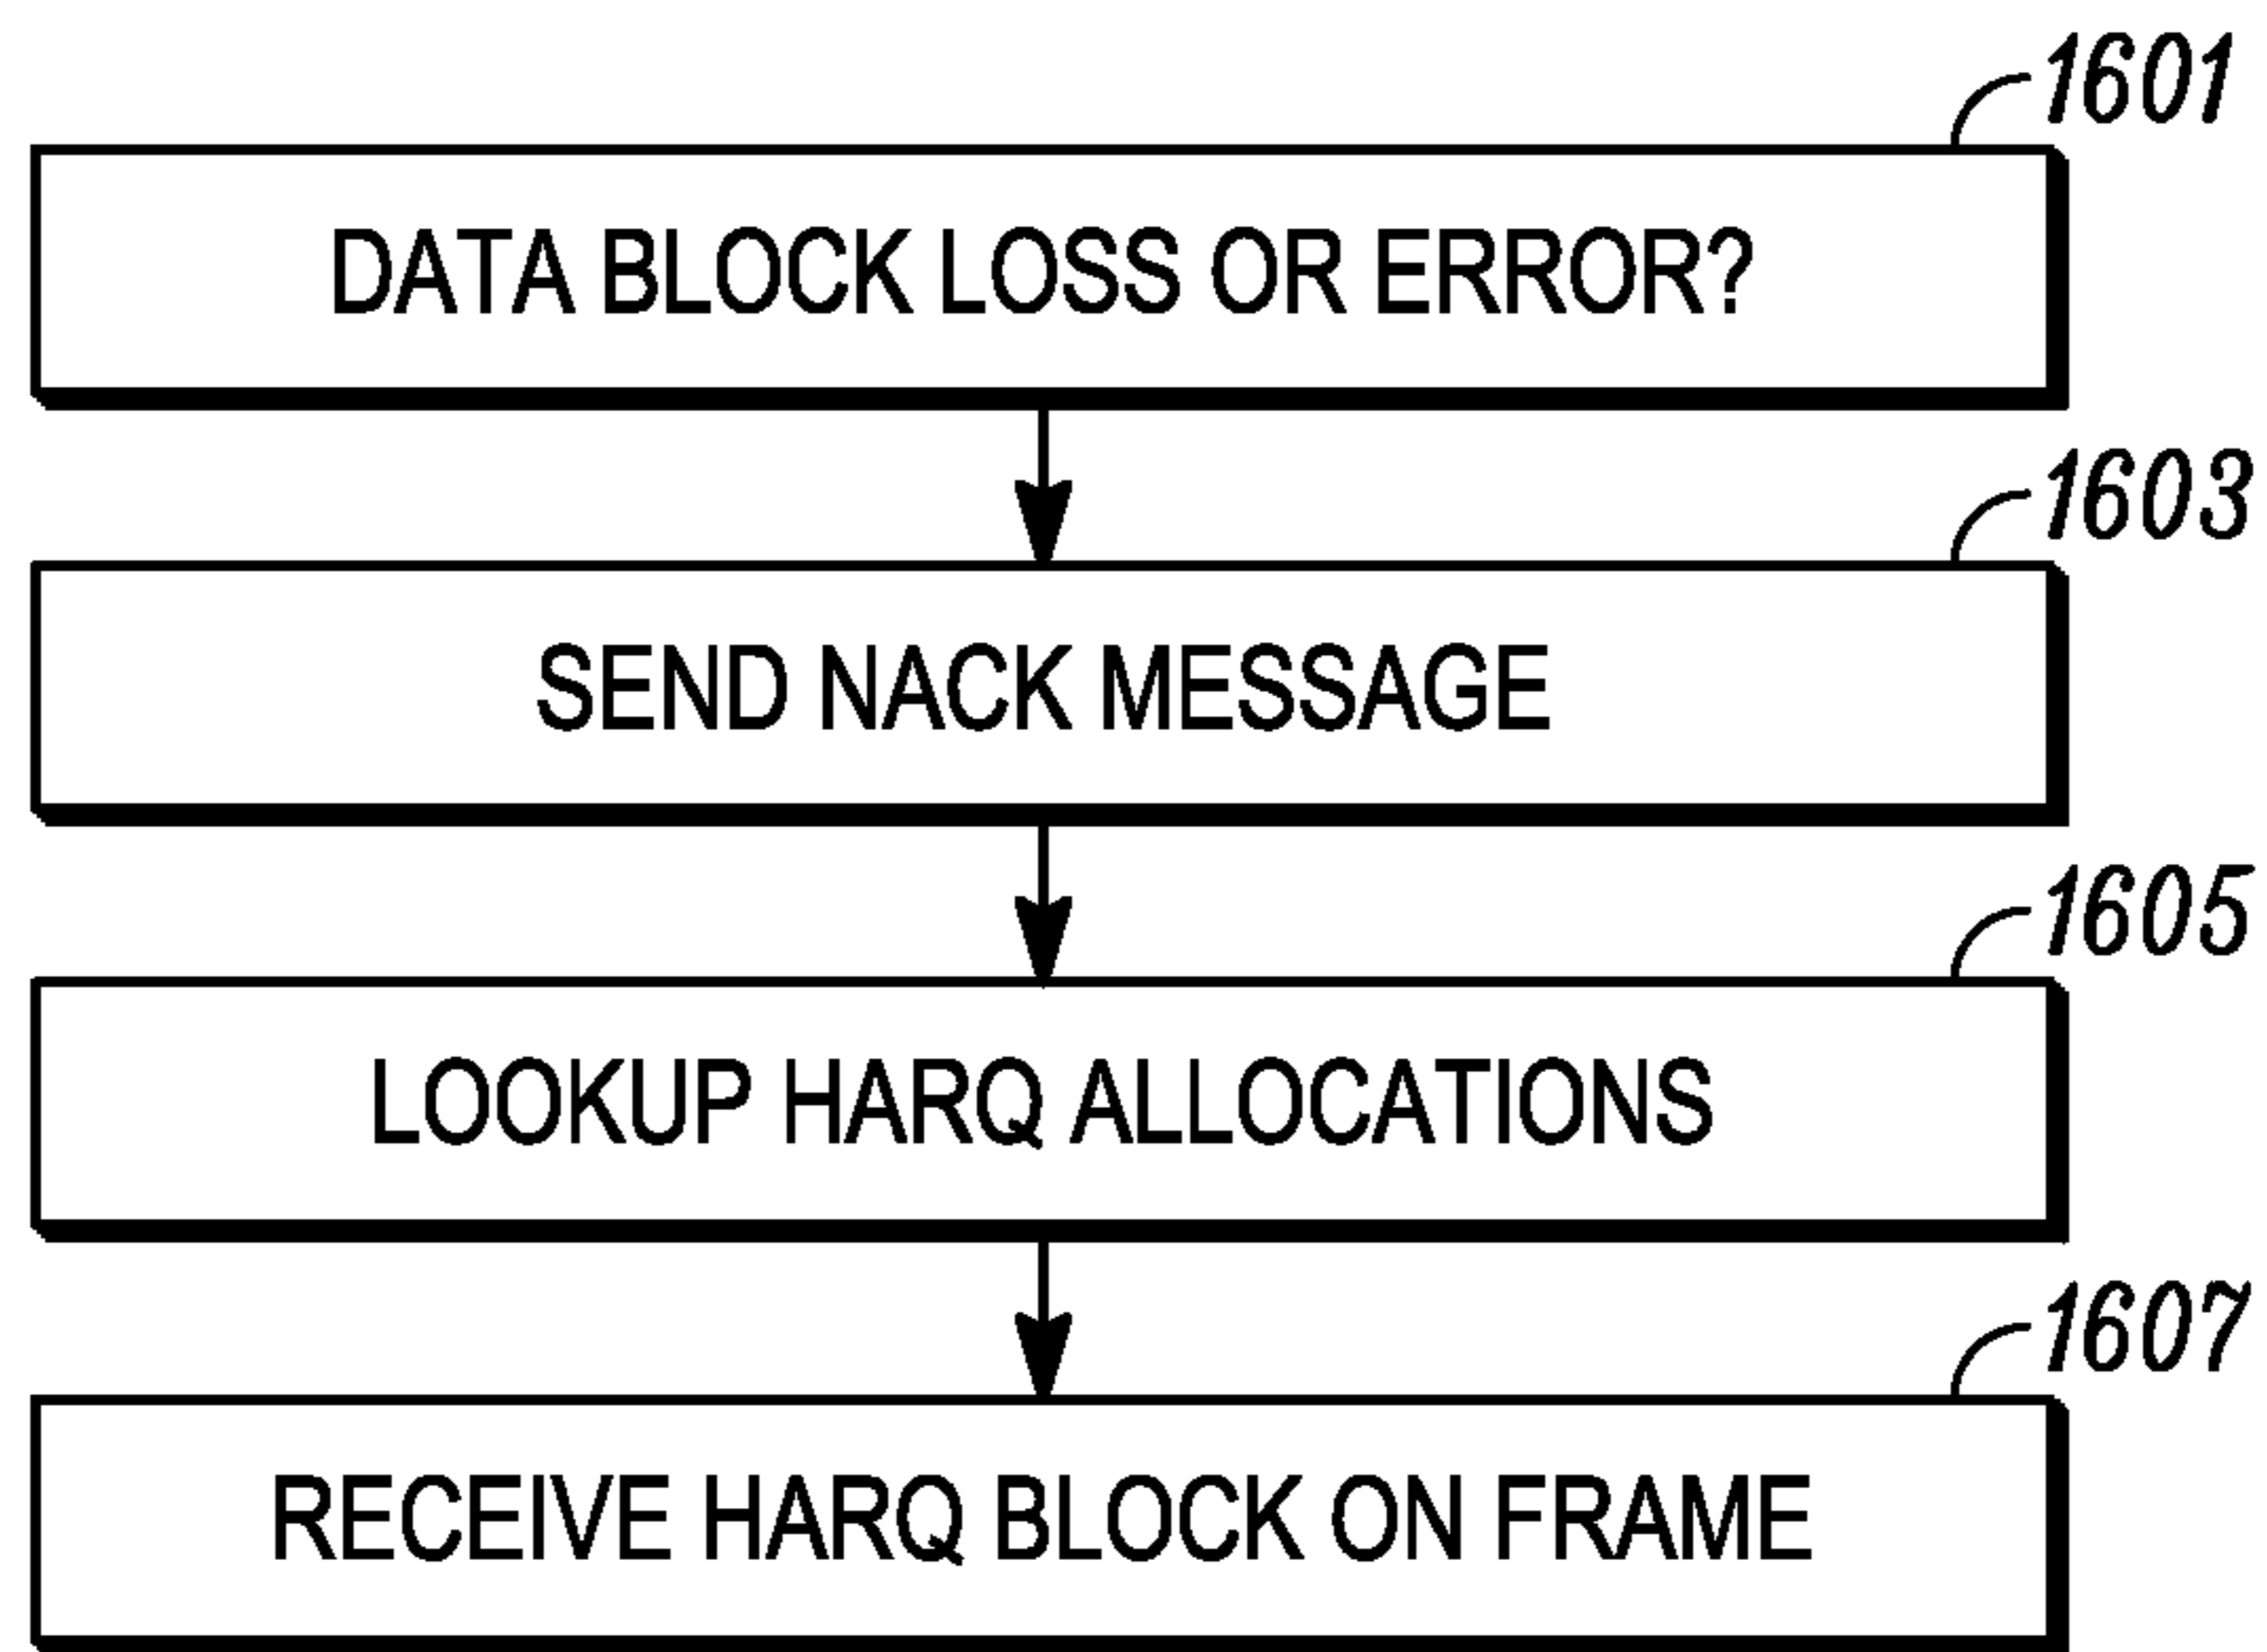 1601
DATA BLOCK LOSS OR ERROR?
1603
SEND NACK MESSAGE
1605
LOOKUP HARQ ALLOCATIONS
1607
RECEIVE HARQ BLOCK ON FRAME